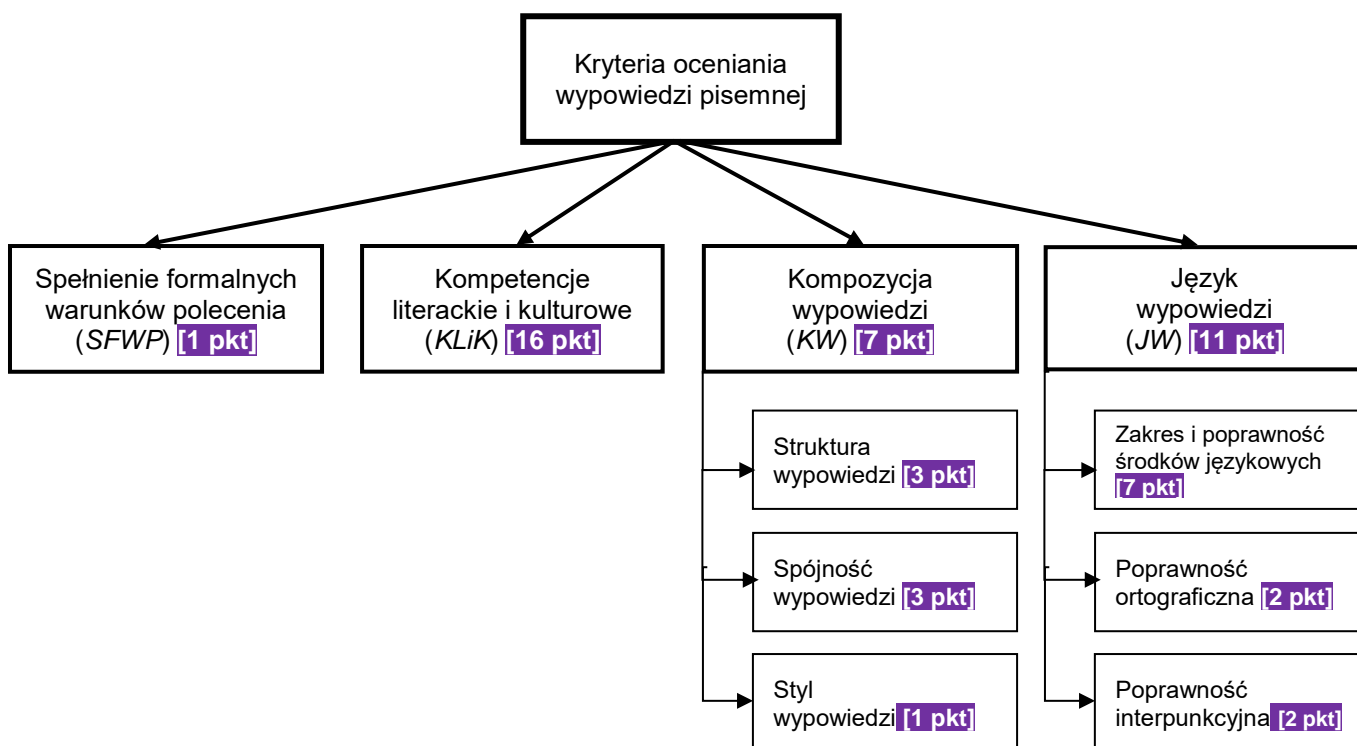 Kryteria oceniania
wypowiedzi pisemnej
Spełnienie formalnych
warunków polecenia
(SFWP) [1 pkt]
Kompetencje
literackie i kulturowe
(KLiK) [16 pkt]
Kompozycja
wypowiedzi
(KW) [7 pkt]
Język
wypowiedzi
(JW) [11 pkt]
Struktura
wypowiedzi [3 pkt]
Spójność
wypowiedzi [3 pkt]
Styl
wypowiedzi [1 pkt]
Zakres i poprawność
środków językowych
[7 pkt]
Poprawność
ortograficzna [2 pkt]
Poprawność
interpunkcyjna [2 pkt]